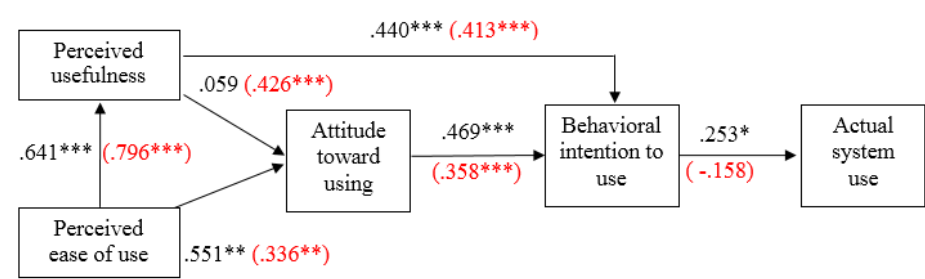 .440*** (.413***)
Perceived
usefulness
.059 (.426***)
.641*** (.796***)
Attitude
toward
using
.469***
(.358***)
Behavioral
intention to
use
.253*
( -.158)
Actual
system
use
Perceived
ease of use
.551** (.336**)